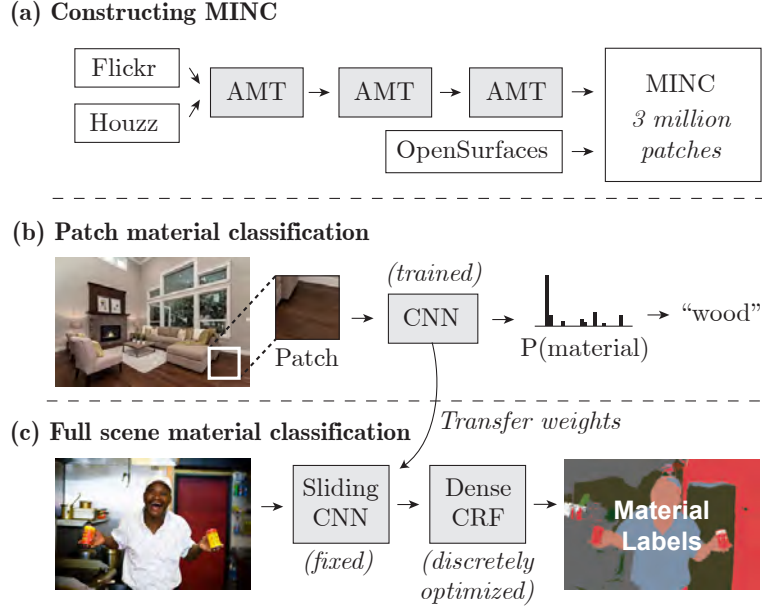 (a) Constructing MINC
Flickr
Houzz
AMT
AMT
AMT
OpenSurfaces
MINC
3 million
patches
(b) Patch material classification
Patch
(trained)
CNN
P(material)
“wood”
Transfer weights
(c) Full scene material classification
Sliding
CNN
(fixed)
Dense
CRF
(discretely
optimized)
Material
Labels